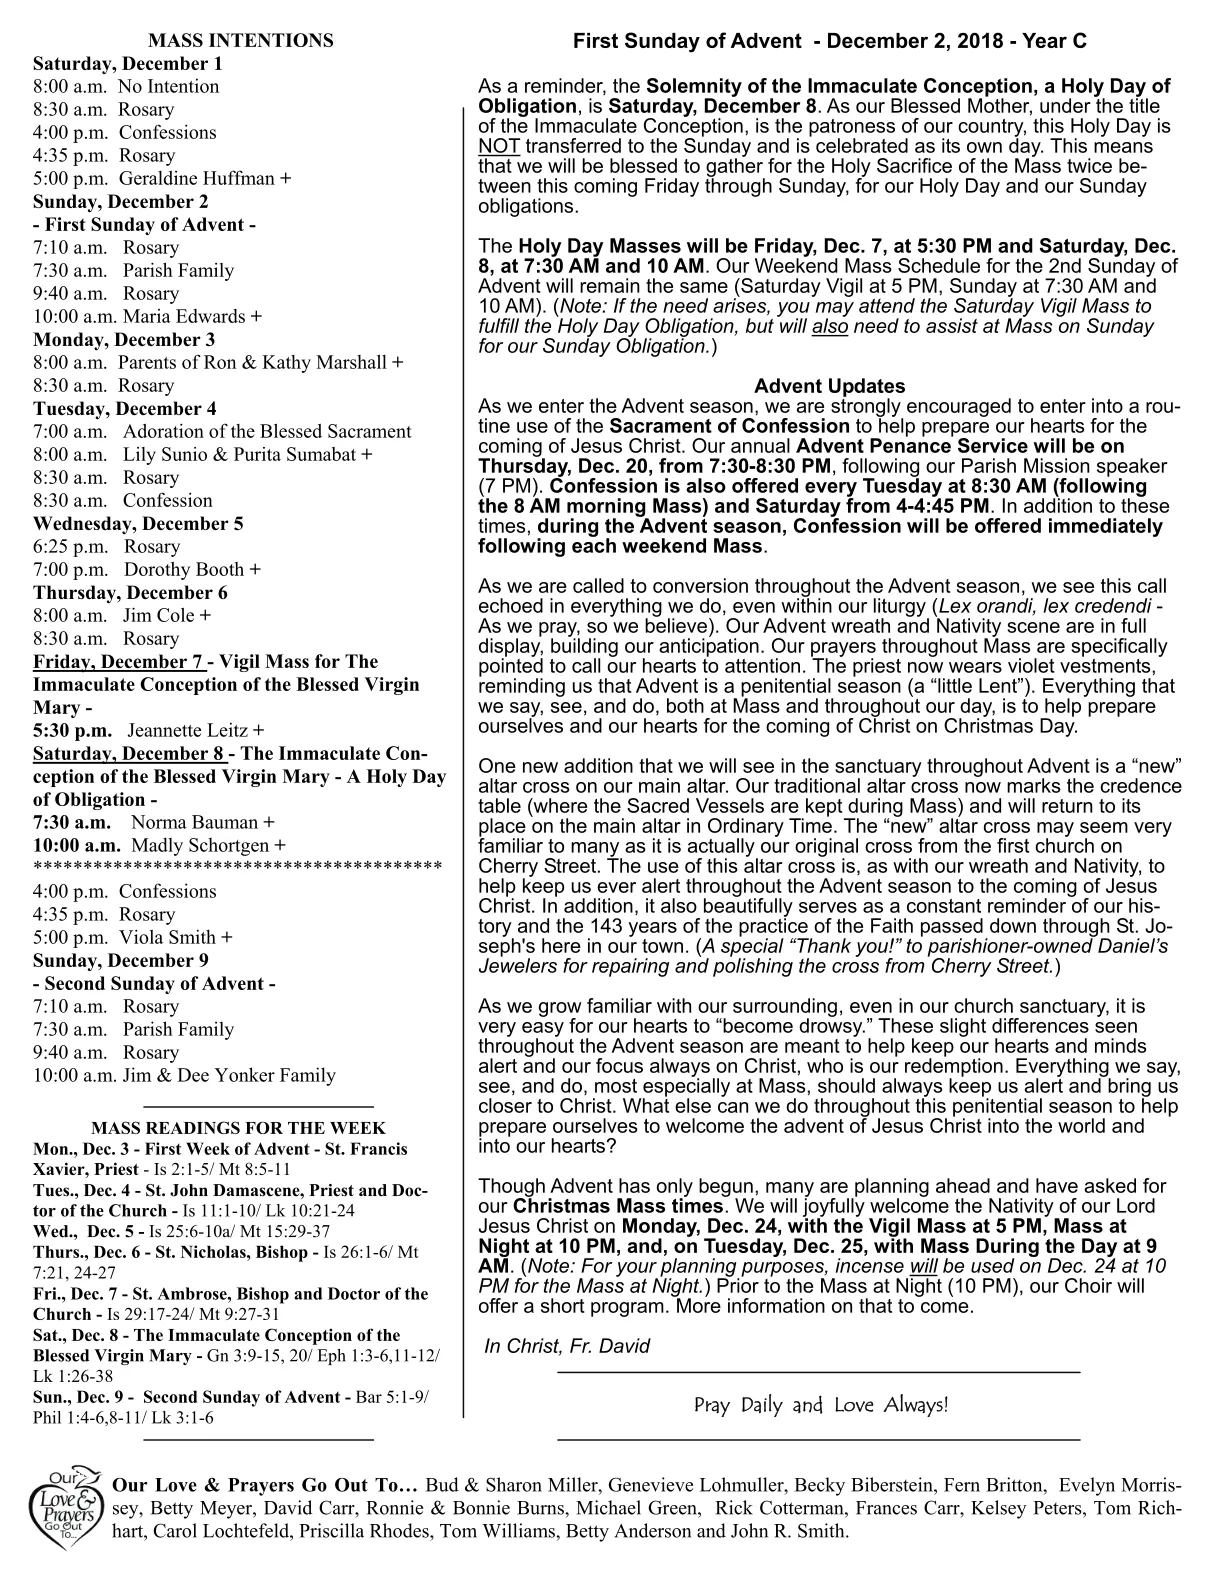 MASS INTENTIONS
Saturday, December 1
8:00 a.m.  No Intention
8:30 a.m.  Rosary
4:00 p.m.  Confessions
4:35 p.m.  Rosary
5:00 p.m.  Geraldine Huffman +
Sunday, December 2
- First Sunday of Advent -
7:10 a.m.   Rosary
7:30 a.m.   Parish Family
9:40 a.m.   Rosary
10:00 a.m. Maria Edwards +
Monday, December 3
8:00 a.m.  Parents of Ron & Kathy Marshall +
8:30 a.m.  Rosary
Tuesday, December 4
7:00 a.m.   Adoration of the Blessed Sacrament
8:00 a.m.   Lily Sunio & Purita Sumabat +
8:30 a.m.   Rosary
8:30 a.m.   Confession
Wednesday, December 5
6:25 p.m.   Rosary
7:00 p.m.   Dorothy Booth +
Thursday, December 6
8:00 a.m.   Jim Cole +
8:30 a.m.   Rosary
Friday, December 7 - Vigil Mass for The
Immaculate Conception of the Blessed Virgin
Mary -
5:30 p.m.   Jeannette Leitz +
Saturday, December 8 - The Immaculate Con-
ception of the Blessed Virgin Mary - A Holy Day
of Obligation -
7:30 a.m.    Norma Bauman +
10:00 a.m.  Madly Schortgen +
*****************************************
4:00 p.m.  Confessions
4:35 p.m.  Rosary
5:00 p.m.  Viola Smith +
Sunday, December 9
- Second Sunday of Advent -
7:10 a.m.   Rosary
7:30 a.m.   Parish Family
9:40 a.m.   Rosary
10:00 a.m. Jim & Dee Yonker Family
MASS READINGS FOR THE WEEK
Mon., Dec. 3 - First Week of Advent - St. Francis
Xavier, Priest - Is 2:1-5/ Mt 8:5-11
Tues., Dec. 4 - St. John Damascene, Priest and Doc-
tor of the Church - Is 11:1-10/ Lk 10:21-24
Wed.,  Dec. 5 - Is 25:6-10a/ Mt 15:29-37
Thurs., Dec. 6 - St. Nicholas, Bishop - Is 26:1-6/ Mt
7:21, 24-27
Fri., Dec. 7 - St. Ambrose, Bishop and Doctor of the
Church - Is 29:17-24/ Mt 9:27-31
Sat., Dec. 8 - The Immaculate Conception of the
Blessed Virgin Mary - Gn 3:9-15, 20/ Eph 1:3-6,11-12/
Lk 1:26-38
Sun., Dec. 9 -  Second Sunday of Advent - Bar 5:1-9/
Phil 1:4-6,8-11/ Lk 3:1-6
First Sunday of Advent  - December 2, 2018 - Year C
As a reminder, the Solemnity of the Immaculate Conception, a Holy Day of
Obligation, is Saturday, December 8. As our Blessed Mother, under the title
of the Immaculate Conception, is the patroness of our country, this Holy Day is
NOT transferred to the Sunday and is celebrated as its own day. This means
that we will be blessed to gather for the Holy Sacrifice of the Mass twice be-
tween this coming Friday through Sunday, for our Holy Day and our Sunday
obligations.
The Holy Day Masses will be Friday, Dec. 7, at 5:30 PM and Saturday, Dec.
8, at 7:30 AM and 10 AM. Our Weekend Mass Schedule for the 2nd Sunday of
Advent will remain the same (Saturday Vigil at 5 PM, Sunday at 7:30 AM and
10 AM). (Note: If the need arises, you may attend the Saturday Vigil Mass to
fulfill the Holy Day Obligation, but will also need to assist at Mass on Sunday
for our Sunday Obligation.)
Advent Updates
As we enter the Advent season, we are strongly encouraged to enter into a rou-
tine use of the Sacrament of Confession to help prepare our hearts for the
coming of Jesus Christ. Our annual Advent Penance Service will be on
Thursday, Dec. 20, from 7:30-8:30 PM, following our Parish Mission speaker
(7 PM). Confession is also offered every Tuesday at 8:30 AM (following
the 8 AM morning Mass) and Saturday from 4-4:45 PM. In addition to these
times, during the Advent season, Confession will be offered immediately
following each weekend Mass.
As we are called to conversion throughout the Advent season, we see this call
echoed in everything we do, even within our liturgy (Lex orandi, lex credendi -
As we pray, so we believe). Our Advent wreath and Nativity scene are in full
display, building our anticipation. Our prayers throughout Mass are specifically
pointed to call our hearts to attention. The priest now wears violet vestments,
reminding us that Advent is a penitential season (a “little Lent”). Everything that
we say, see, and do, both at Mass and throughout our day, is to help prepare
ourselves and our hearts for the coming of Christ on Christmas Day.
One new addition that we will see in the sanctuary throughout Advent is a “new”
altar cross on our main altar. Our traditional altar cross now marks the credence
table (where the Sacred Vessels are kept during Mass) and will return to its
place on the main altar in Ordinary Time. The “new” altar cross may seem very
familiar to many as it is actually our original cross from the first church on
Cherry Street. The use of this altar cross is, as with our wreath and Nativity, to
help keep us ever alert throughout the Advent season to the coming of Jesus
Christ. In addition, it also beautifully serves as a constant reminder of our his-
tory and the 143 years of the practice of the Faith passed down through St. Jo-
seph's here in our town. (A special “Thank you!” to parishioner-owned Daniel’s
Jewelers for repairing and polishing the cross from Cherry Street.)
As we grow familiar with our surrounding, even in our church sanctuary, it is
very easy for our hearts to “become drowsy.” These slight differences seen
throughout the Advent season are meant to help keep our hearts and minds
alert and our focus always on Christ, who is our redemption. Everything we say,
see, and do, most especially at Mass, should always keep us alert and bring us
closer to Christ. What else can we do throughout this penitential season to help
prepare ourselves to welcome the advent of Jesus Christ into the world and
into our hearts?
Though Advent has only begun, many are planning ahead and have asked for
our Christmas Mass times. We will joyfully welcome the Nativity of our Lord
Jesus Christ on Monday, Dec. 24, with the Vigil Mass at 5 PM, Mass at
Night at 10 PM, and, on Tuesday, Dec. 25, with Mass During the Day at 9
AM. (Note: For your planning purposes, incense will be used on Dec. 24 at 10
PM for the Mass at Night.) Prior to the Mass at Night (10 PM), our Choir will
offer a short program. More information on that to come.
In Christ, Fr. David
Pray Daily and Love Always!
Our
Love &
Prayers
Go Out
To...
Our Love & Prayers Go Out To… Bud & Sharon Miller, Genevieve Lohmuller, Becky Biberstein, Fern Britton,  Evelyn Morris-
sey, Betty Meyer, David Carr, Ronnie & Bonnie Burns, Michael Green,  Rick Cotterman, Frances Carr, Kelsey Peters, Tom Rich-
hart, Carol Lochtefeld, Priscilla Rhodes, Tom Williams, Betty Anderson and John R. Smith.